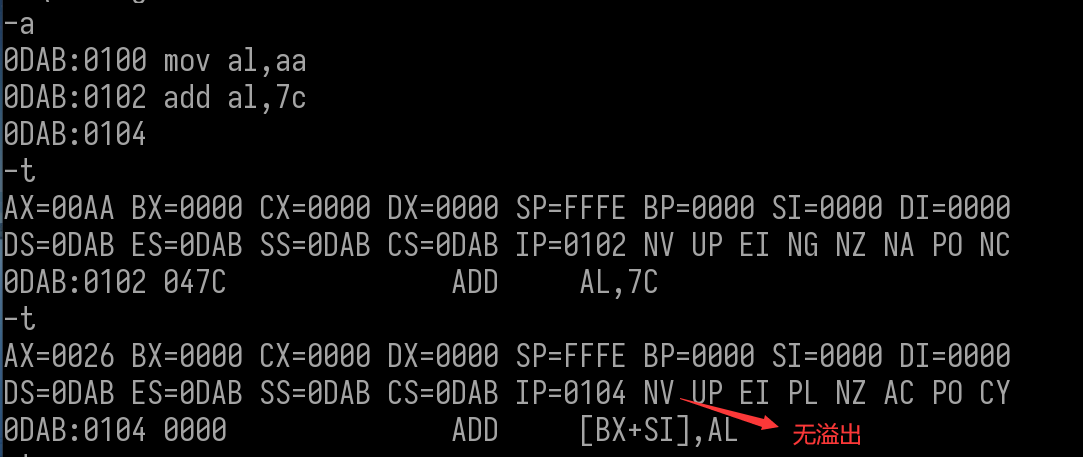 -a
0DAB:0100 mov al,aa
0DAB:0102 add al,7c
0DAB:0104
-t
AX=00AA BX=0000 CX=0000 DX=0000 SP=FFFE BP=0000 SI=0000 DI=0000
DS=0DAB ES=0DAB SS=0DAB CS=0DAB IP=0102 NV UP EI NG NZ NA PO NC
0DAB:0102 047C ADD AL,7C
-t
AX=0026 BX=0000 CX=0000 DX=0000 SP=FFFE BP=0000 SI=0000 DI=0000
DS=0DAB ES=0DAB SS=0DAB CS=0DAB IP=0104 NV UP EI PL NZ AC PO CY
0DAB:0104 0000 ADD [BX+SI],AL
无溢出